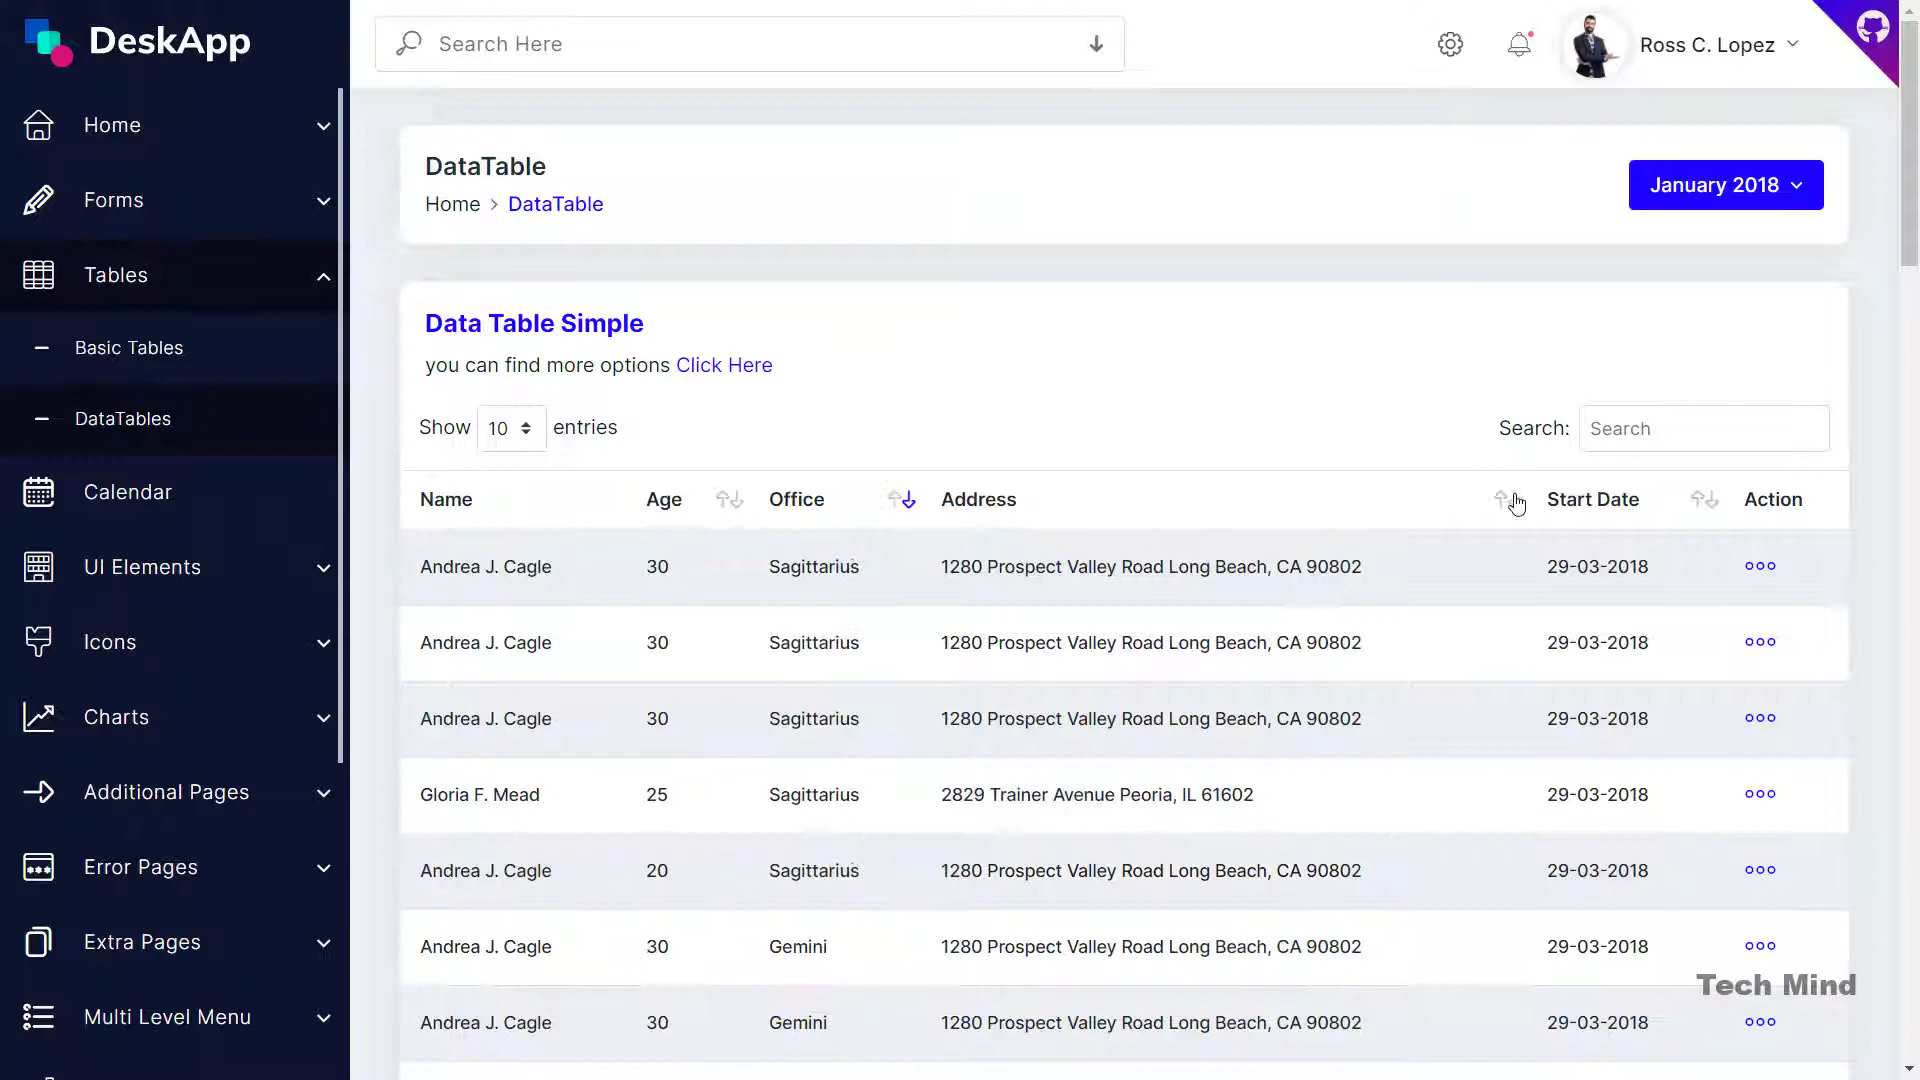 DeskApp
Search Here
Ross C. Lopez
Home
Forms
Tables
Basic Tables
DataTables
Calendar
UI Elements
Icons
Charts
Additional Pages
Error Pages
Extra Pages
Multi Level Menu
DataTable
Home > DataTable
January 2018
Data Table Simple
you can find more options Click Here
Show 10 entries
Search: Search
Name Age Office Address Start Date Action
Andrea J. Cagle 30 Sagittarius 1280 Prospect Valley Road Long Beach, CA 90802 29-03-2018
Andrea J. Cagle 30 Sagittarius 1280 Prospect Valley Road Long Beach, CA 90802 29-03-2018
Andrea J. Cagle 30 Sagittarius 1280 Prospect Valley Road Long Beach, CA 90802 29-03-2018
Gloria F. Mead 25 Sagittarius 2829 Trainer Avenue Peoria, IL 61602 29-03-2018
Andrea J. Cagle 20 Sagittarius 1280 Prospect Valley Road Long Beach, CA 90802 29-03-2018
Andrea J. Cagle 30 Gemini 1280 Prospect Valley Road Long Beach, CA 90802 29-03-2018
Andrea J. Cagle 30 Gemini 1280 Prospect Valley Road Long Beach, CA 90802 29-03-2018
Tech Mind